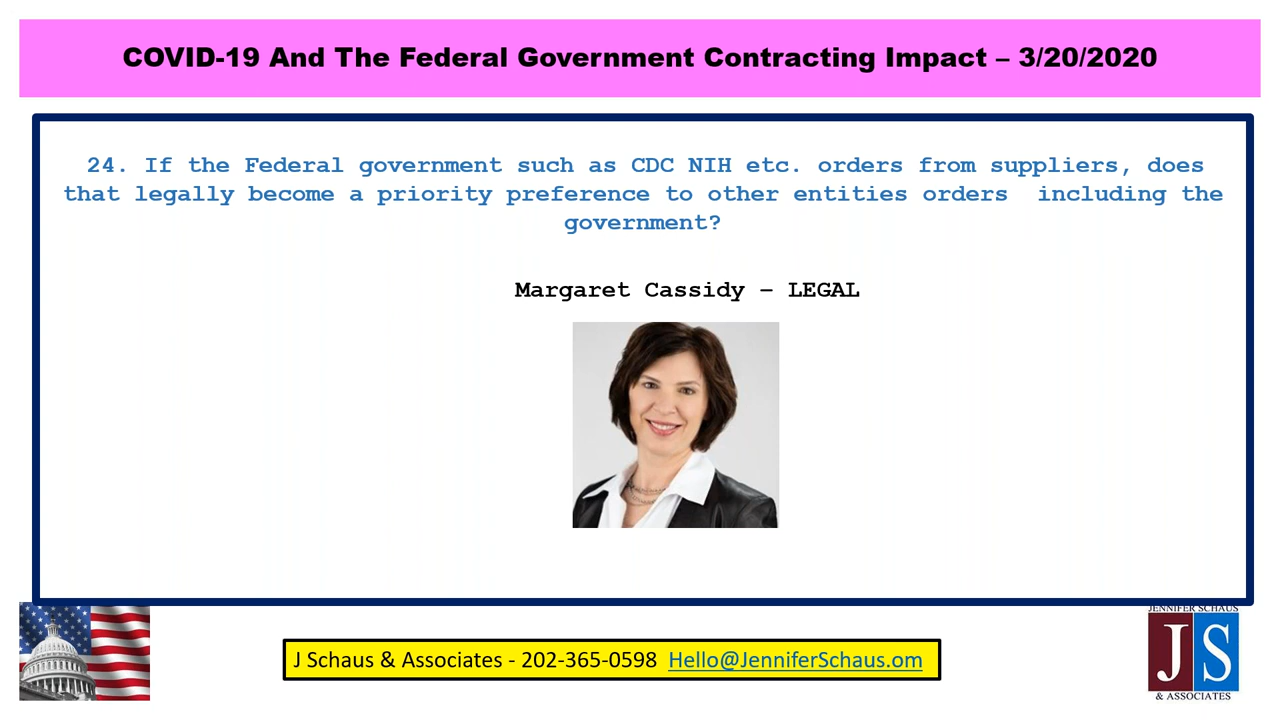 COVID-19 And The Federal Government Contracting Impact – 3/20/2020
24. If the Federal government such as CDC NIH etc. orders from suppliers, does
that legally become a priority preference to other entities orders  including the
government?
Margaret Cassidy – LEGAL
J Schaus & Associates - 202-365-0598  Hello@JenniferSchaus.om
JENNIFER SCHAUS
JS
& ASSOCIATES